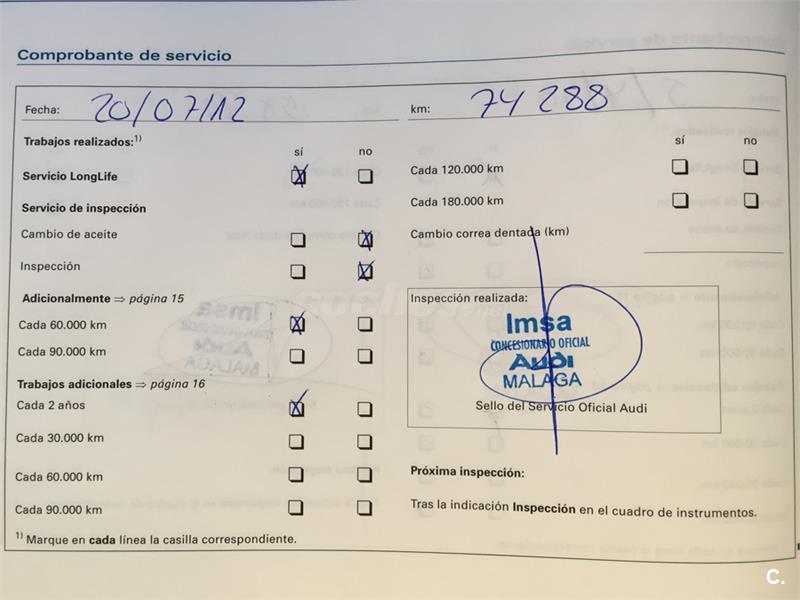 Comprobante de servicio
Fecha: 20/07/12
km: 74 288
Trabajos realizados:1)
sí no
Servicio LongLife
Servicio de inspección
Cambio de aceite
Inspección
Adicionalmente ⇒ página 15
Cada 60.000 km
Cada 90.000 km
Trabajos adicionales ⇒ página 16
Cada 2 años
Cada 30.000 km
Cada 60.000 km
Cada 90.000 km
1) Marque en cada línea la casilla correspondiente.
sí no
Cada 120.000 km
Cada 180.000 km
Cambio correa dentada (km)
Inspección realizada:
Imsa
CONCESIONARIO OFICIAL
Audi
MALAGA
Sello del Servicio Oficial Audi
Próxima inspección:
Tras la indicación Inspección en el cuadro de instrumentos.
C.